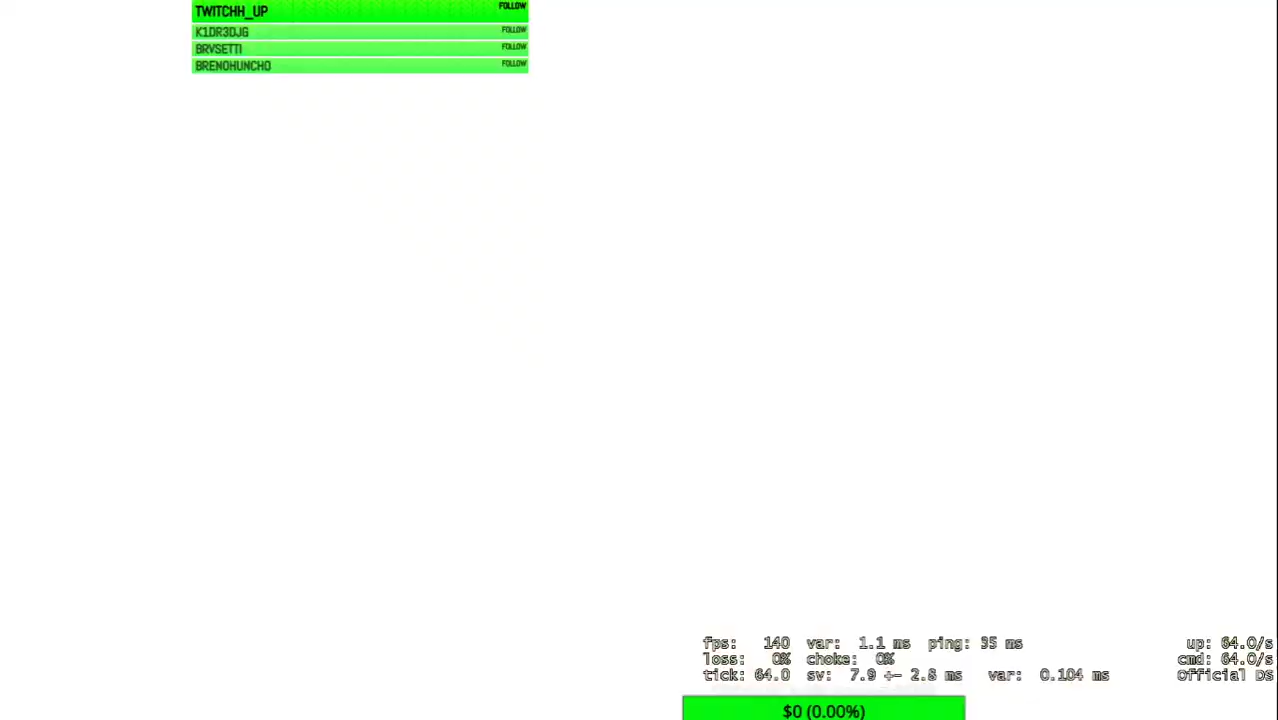 TWITCHH_UP FOLLOW
K1DR3DJG FOLLOW
BRVSETTI FOLLOW
BRENOHUNCHO FOLLOW
fps: 140 var: 1.1 ms ping: 35 ms up: 64.0/s
loss: 0% choke: 0% cmd: 64.0/s
tick: 64.0 sv: 7.9 +- 2.8 ms var: 0.104 ms Official DS
$0 (0.00%)